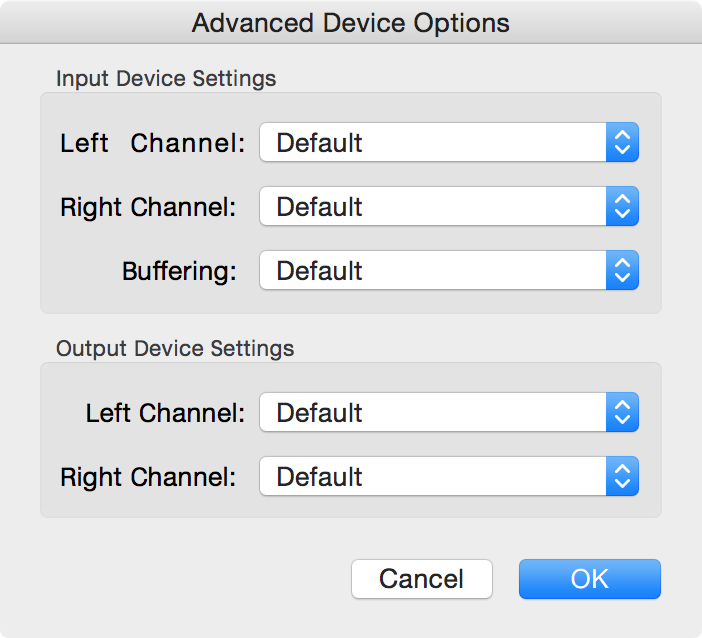 Advanced Device Options
Input Device Settings
Left Channel: Default
Right Channel: Default
Buffering: Default
Output Device Settings
Left Channel: Default
Right Channel: Default
Cancel OK